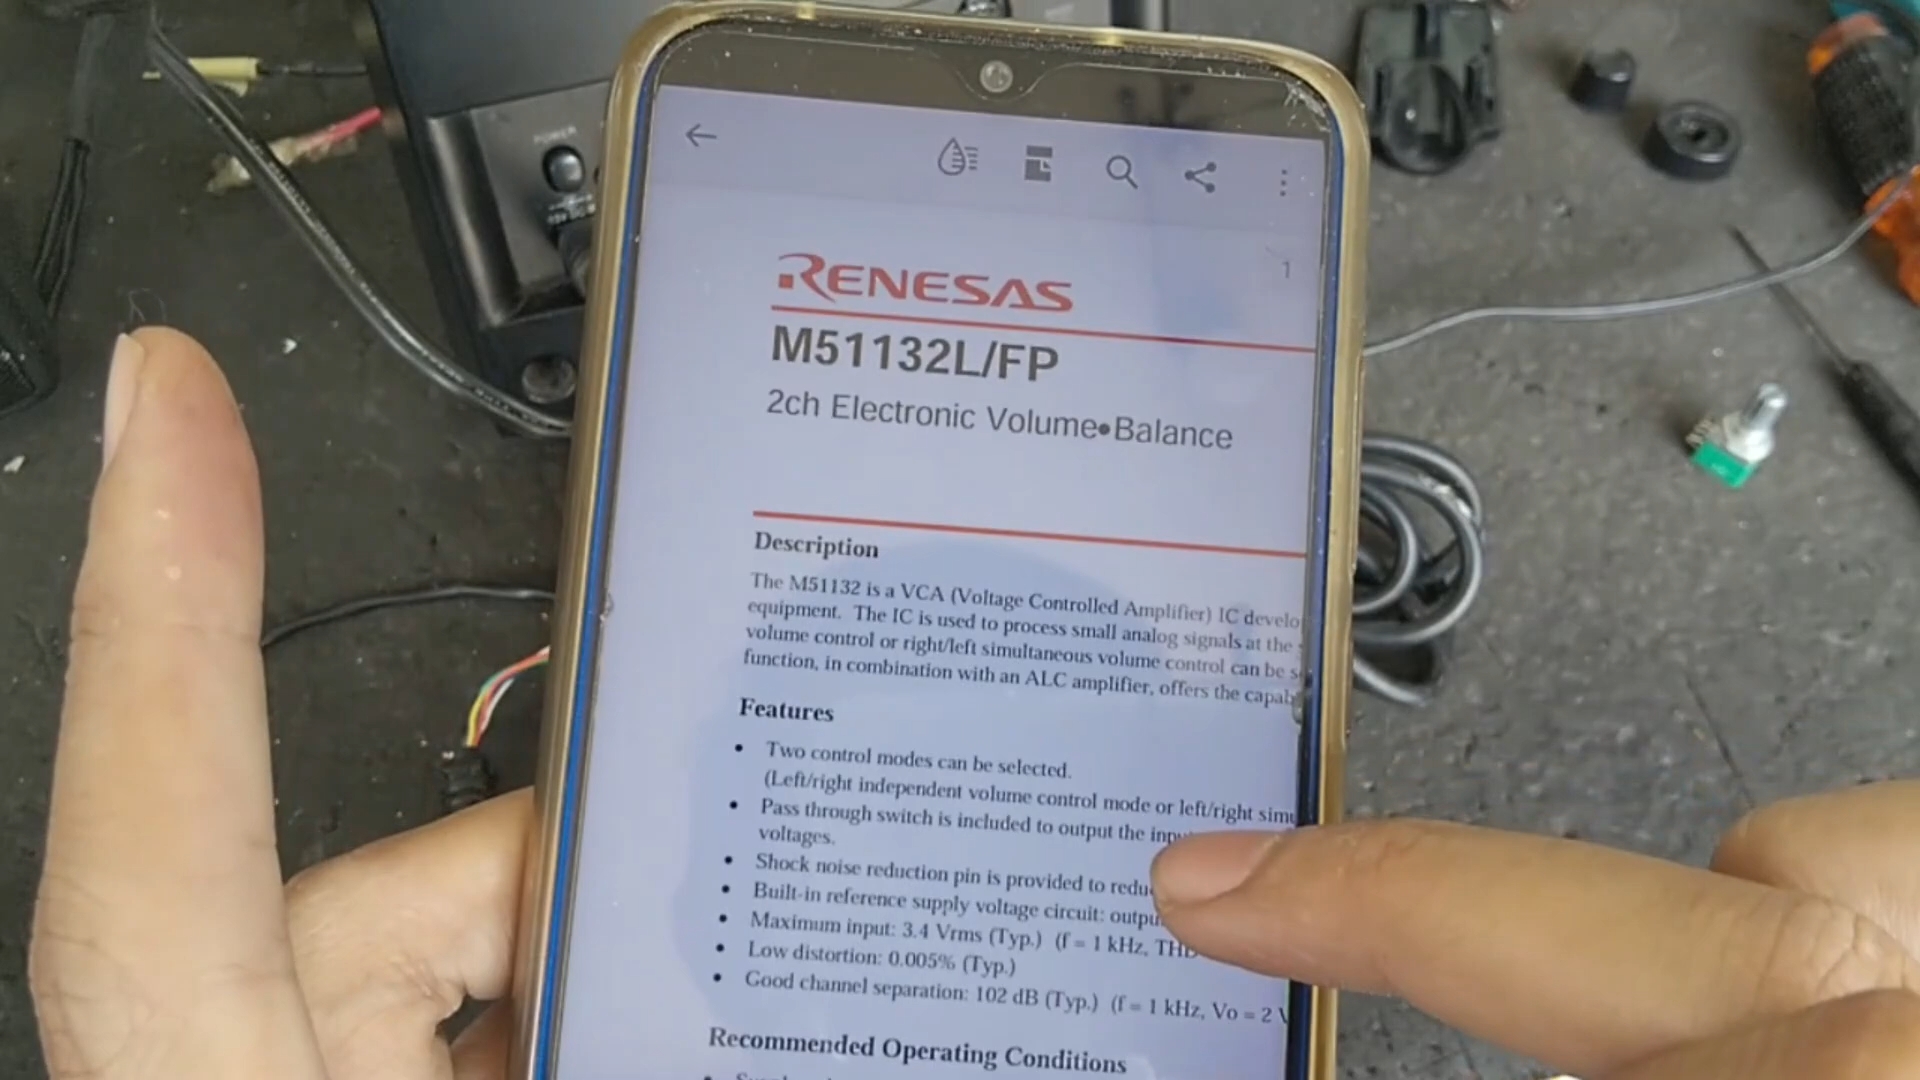 POWER
1
RENESAS
M51132L/FP
2ch Electronic Volume•Balance
Description
The M51132 is a VCA (Voltage Controlled Amplifier) IC develo
equipment. The IC is used to process small analog signals at the
volume control or right/left simultaneous volume control can be s
function, in combination with an ALC amplifier, offers the capab
Features
• Two control modes can be selected.
(Left/right independent volume control mode or left/right simu
• Pass through switch is included to output the inpu
voltages.
• Shock noise reduction pin is provided to redu
• Built-in reference supply voltage circuit: outpu
• Maximum input: 3.4 Vrms (Typ.) (f = 1 kHz, THD
• Low distortion: 0.005% (Typ.)
• Good channel separation: 102 dB (Typ.) (f = 1 kHz, Vo = 2 V
Recommended Operating Conditions